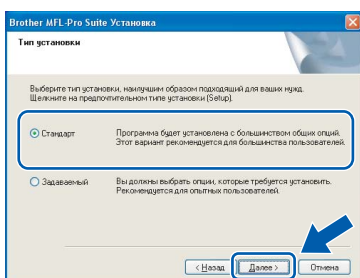 Brother MFL-Pro Suite Установка
Тип установки
Выберите тип установки, наилучшим образом подходящий для ваших нужд.
Щелкните на предпочтительном типе установки (Setup).
Стандарт
Программа будет установлена с большинством общих опций.
Этот вариант рекомендуется для большинства пользователей.
Задаваемый
Вы должны выбрать опции, которые требуется установить.
Рекомендуется для опытных пользователей.
< Назад
Далее >
Отмена